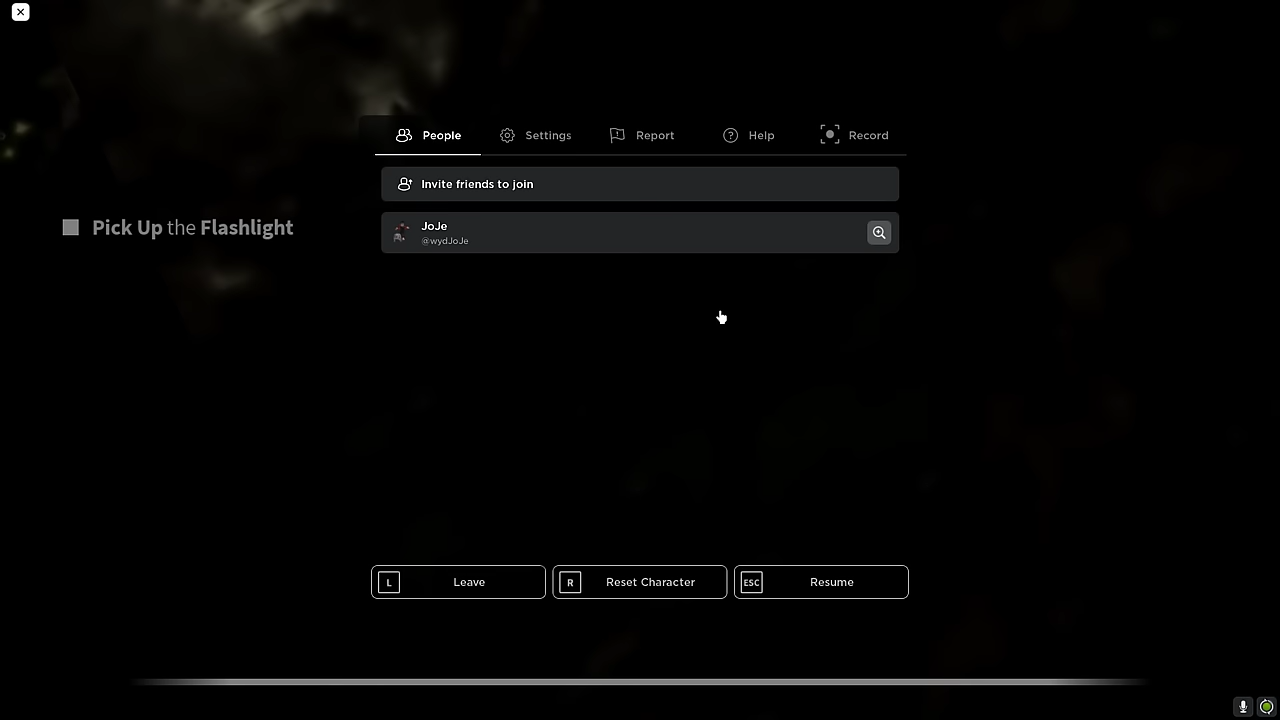 People
Settings
Report
Help
Record
Invite friends to join
JoJe
@wydJoJe
Pick Up the Flashlight
L Leave
R Reset Character
ESC Resume